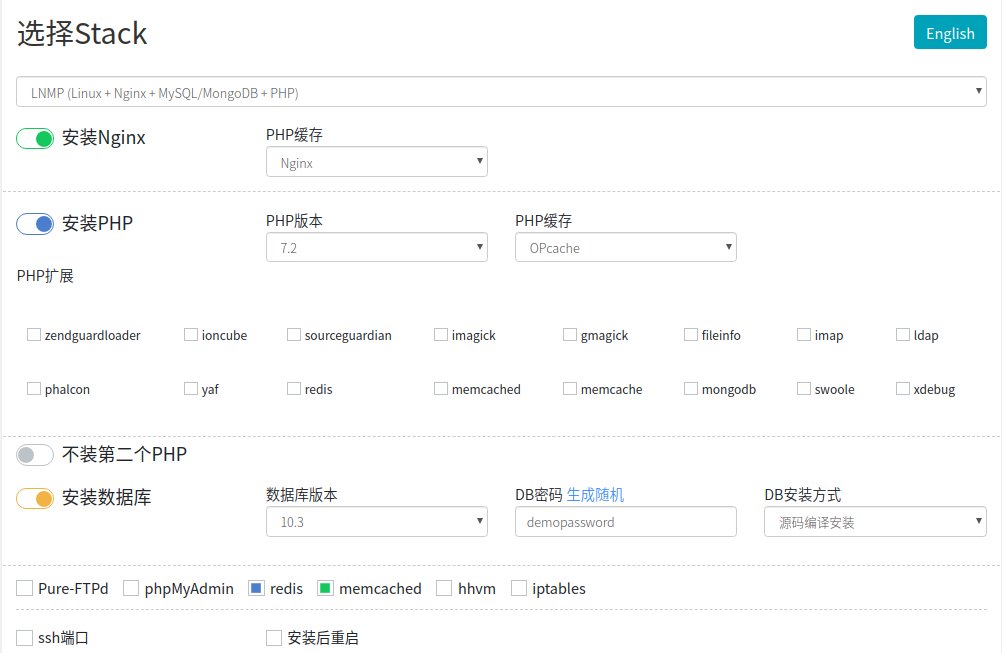 选择Stack English
LNMP (Linux + Nginx + MySQL/MongoDB + PHP)
安装Nginx PHP缓存
Nginx
安装PHP PHP版本 PHP缓存
7.2 OPcache
PHP扩展
zendguardloader ioncube sourceguardian imagick gmagick fileinfo imap ldap
phalcon yaf redis memcached memcache mongodb swoole xdebug
不装第二个PHP
安装数据库 数据库版本 DB密码 生成随机 DB安装方式
10.3 demopassword 源码编译安装
Pure-FTPd phpMyAdmin redis memcached hhvm iptables
ssh端口 安装后重启